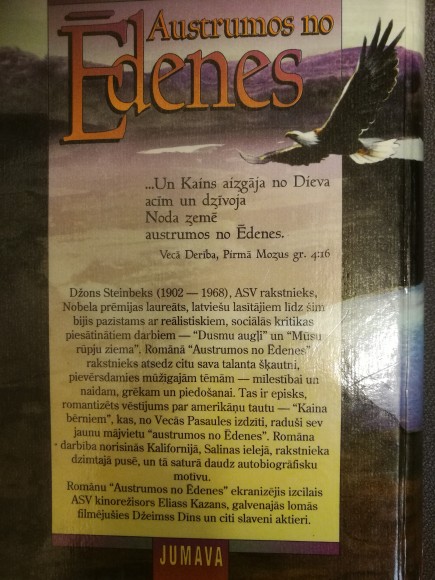 Austrumos no
Ēdenes
...Un Kains aizgāja no Dieva
acīm un dzīvoja
Noda zemē
austrumos no Ēdenes.
Vecā Derība, Pirmā Mozus gr. 4:16
Džons Steinbeks (1902 — 1968), ASV rakstnieks,
Nobela prēmijas laureāts, latviešu lasītājiem līdz šim
bijis pazīstams ar reālistiskiem, sociālās kritikas
piesātinātiem darbiem — "Dusmu augļi" un "Mūsu
rūpju ziema". Romānā "Austrumos no Ēdenes"
rakstnieks atsedz citu sava talanta šķautni,
pievērsdamies mūžīgajām tēmām — mīlestībai un
naidam, grēkam un piedošanai. Tas ir episks,
romantizēts vēstījums par amerikāņu tautu — "Kaina
bērniem", kas, no Vecās Pasaules izdzīti, raduši sev
jaunu mājvietu "austrumos no Ēdenes". Romāna
darbība norisinās Kalifornijā, Salinas ielejā, rakstnieka
dzimtajā pusē, un tā saturā daudz autobiogrāfisku
motīvu.
Romānu "Austrumos no Ēdenes" ekranizējis izcilais
ASV kinorežisors Eliass Kazans, galvenajās lomās
filmējušies Džeimss Dīns un citi slaveni aktieri.
JUMAVA